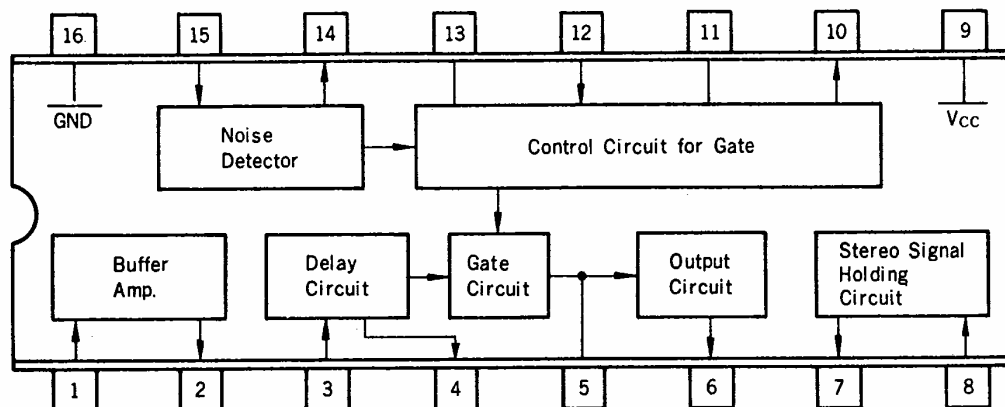 16 15 14 13 12 11 10 9
GND
Vcc
Noise
Detector
Control Circuit for Gate
Buffer
Amp.
Delay
Circuit
Gate
Circuit
Output
Circuit
Stereo Signal
Holding
Circuit
1 2 3 4 5 6 7 8